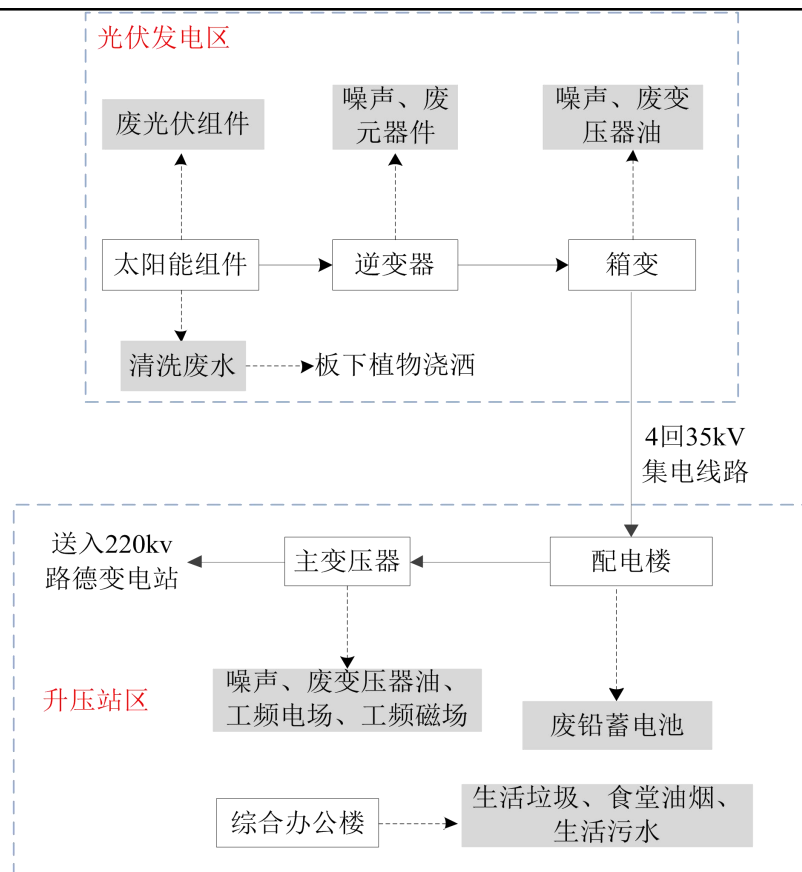 光伏发电区
废光伏组件
噪声、废
元器件
噪声、废变
压器油
太阳能组件
逆变器
箱变
清洗废水
板下植物浇洒
4回35kV
集电线路
送入220kv
路德变电站
主变压器
配电楼
升压站区
噪声、废变压器油、
工频电场、工频磁场
废铅蓄电池
综合办公楼
生活垃圾、食堂油烟、
生活污水